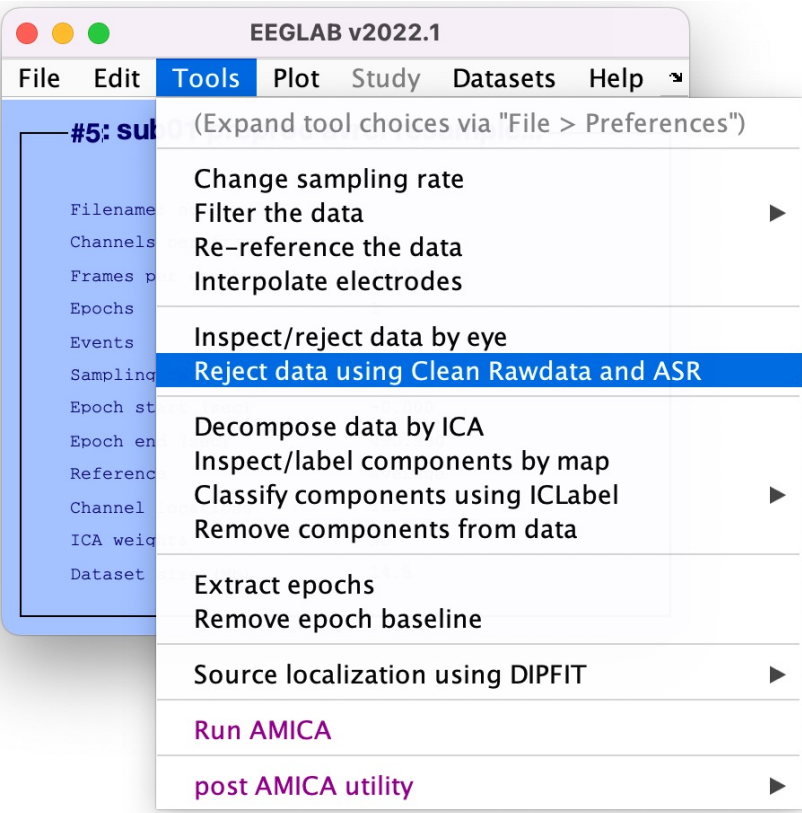 EEGLAB v2022.1
File Edit Tools Plot Study Datasets Help
#5: sub01
(Expand tool choices via "File > Preferences")
Change sampling rate
Filename
Filter the data
Channels
Re-reference the data
Frames p
Interpolate electrodes
Epochs
Events
Inspect/reject data by eye
Sampling
Reject data using Clean Rawdata and ASR
Epoch st
Epoch en
Decompose data by ICA
Reference
Inspect/label components by map
Channel
Classify components using ICLabel
ICA weig
Remove components from data
Dataset
Extract epochs
Remove epoch baseline
Source localization using DIPFIT
Run AMICA
post AMICA utility